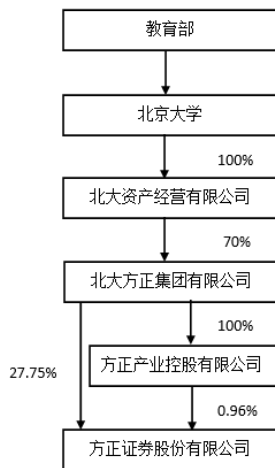 教育部
北京大学
100%
北大资产经营有限公司
70%
北大方正集团有限公司
100%
方正产业控股有限公司
27.75%
0.96%
方正证券股份有限公司